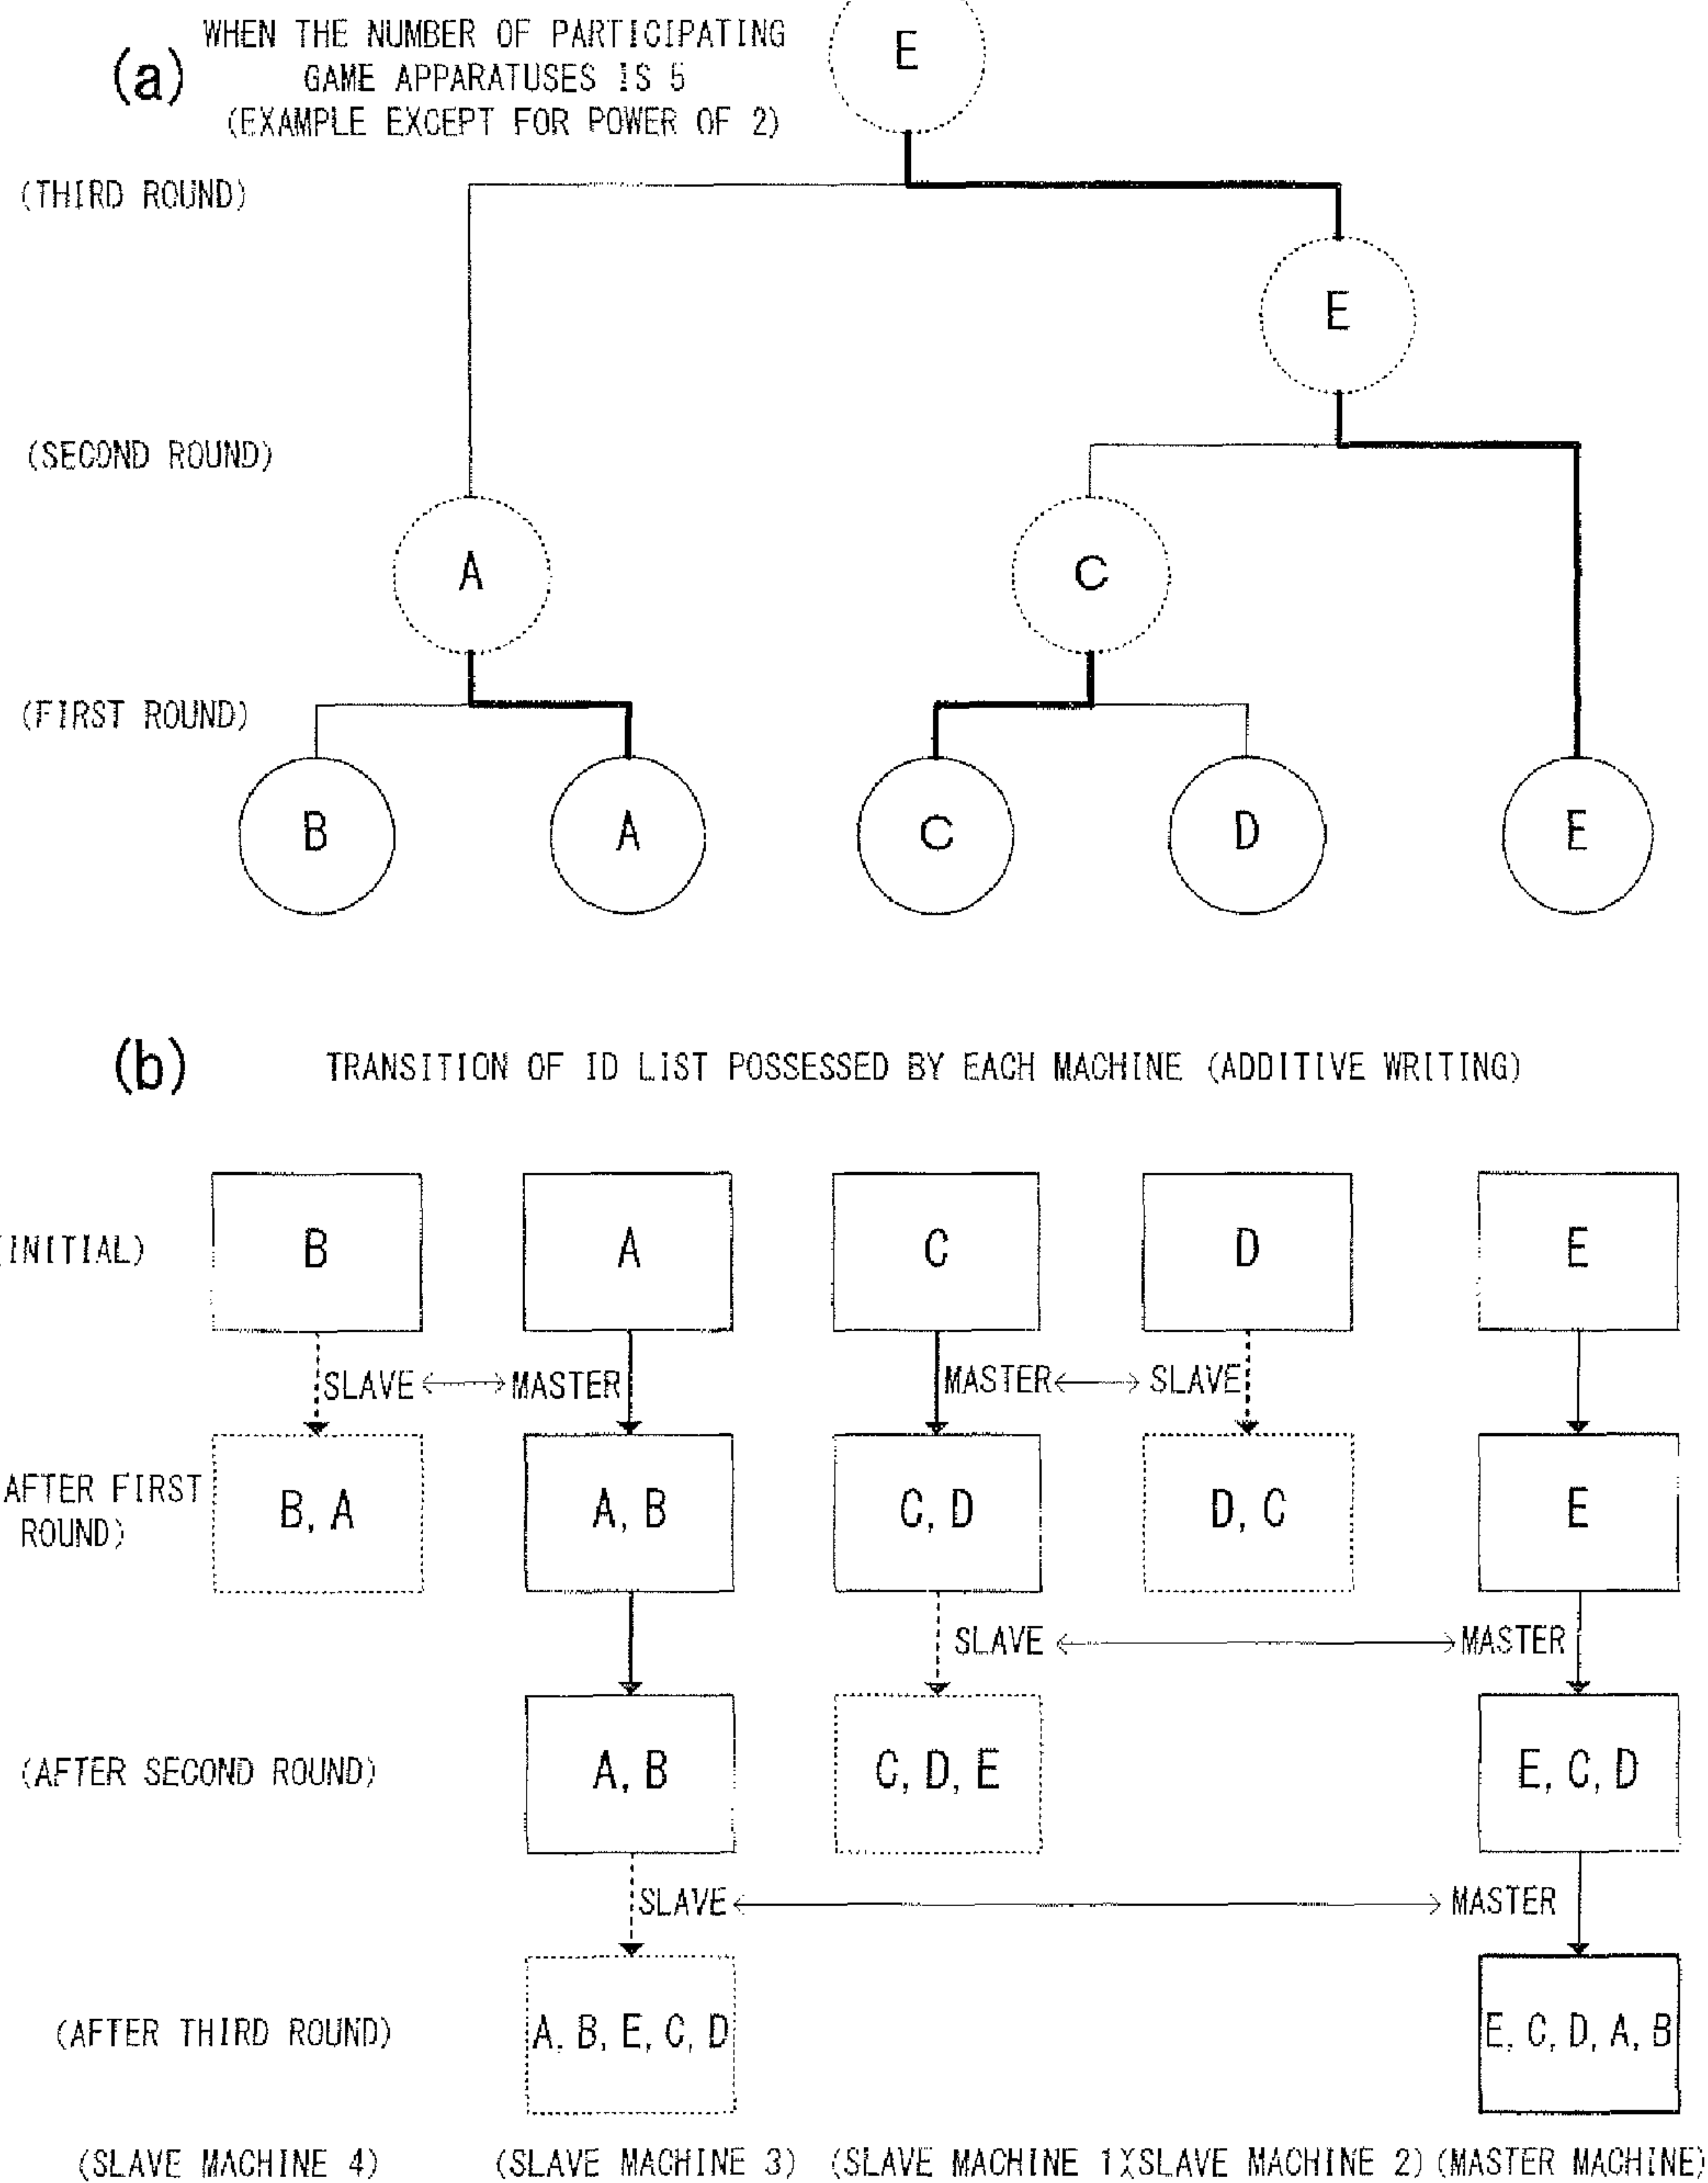 (a)
WHEN THE NUMBER OF PARTICIPATING
GAME APPARATUSES IS 5
(EXAMPLE EXCEPT FOR POWER OF 2)
E
(THIRD ROUND)
E
(SECOND ROUND)
A
C
(FIRST ROUND)
B
A
C
D
E
(b)
TRANSITION OF ID LIST POSSESSED BY EACH MACHINE (ADDITIVE WRITING)
(INITIAL)
B
A
C
D
E
SLAVE
MASTER
MASTER
SLAVE
AFTER FIRST
ROUND)
B, A
A, B
C, D
D, C
E
SLAVE
MASTER
(AFTER SECOND ROUND)
A, B
C, D, E
E, C, D
SLAVE
MASTER
(AFTER THIRD ROUND)
A, B, E, C, D
E, C, D, A, B
(SLAVE MACHINE 4)
(SLAVE MACHINE 3)
(SLAVE MACHINE 1)
(SLAVE MACHINE 2)
(MASTER MACHINE)